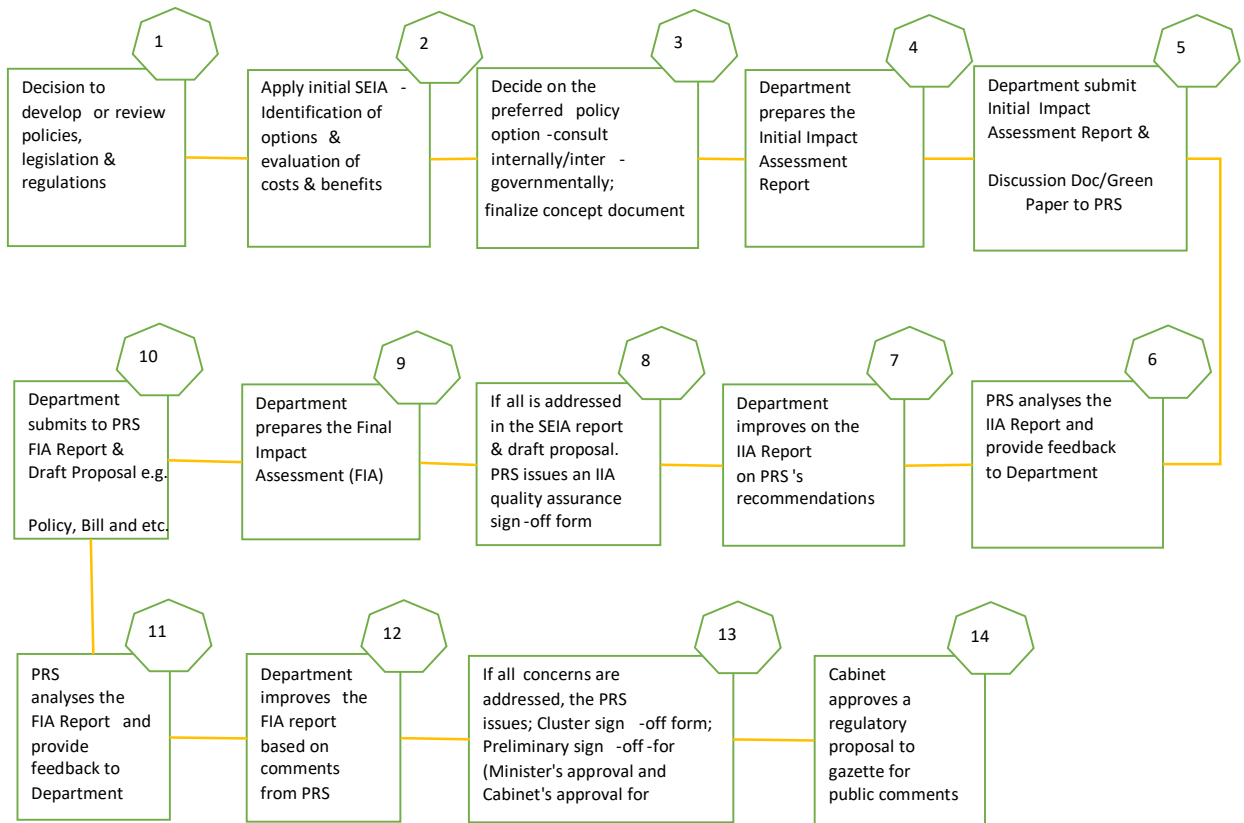 1
Decision to
develop or review
policies,
legislation &
regulations
2
Apply initial SEIA -
Identification of
options &
evaluation of
costs & benefits
3
Decide on the
preferred policy
option -consult
internally/inter -
governmentally;
finalize concept document
4
Department
prepares the
Initial Impact
Assessment
Report
5
Department submit
Initial Impact
Assessment Report &
Discussion Doc/Green
Paper to PRS
6
PRS analyses the
IIA Report and
provide feedback
to Department
7
Department
improves on the
IIA Report
on PRS's
recommendations
8
If all is addressed
in the SEIA report
& draft proposal.
PRS issues an IIA
quality assurance
sign -off form
9
Department
prepares the Final
Impact
Assessment (FIA)
10
Department
submits to PRS
FIA Report &
Draft Proposal e.g.
Policy, Bill and etc.
11
PRS
analyses the
FIA Report and
provide
feedback to
Department
12
Department
improves the
FIA report
based on
comments
from PRS
13
If all concerns are
addressed, the PRS
issues; Cluster sign -off form;
Preliminary sign -off -for
(Minister's approval and
Cabinet's approval for
14
Cabinet
approves a
regulatory
proposal to
gazette for
public comments